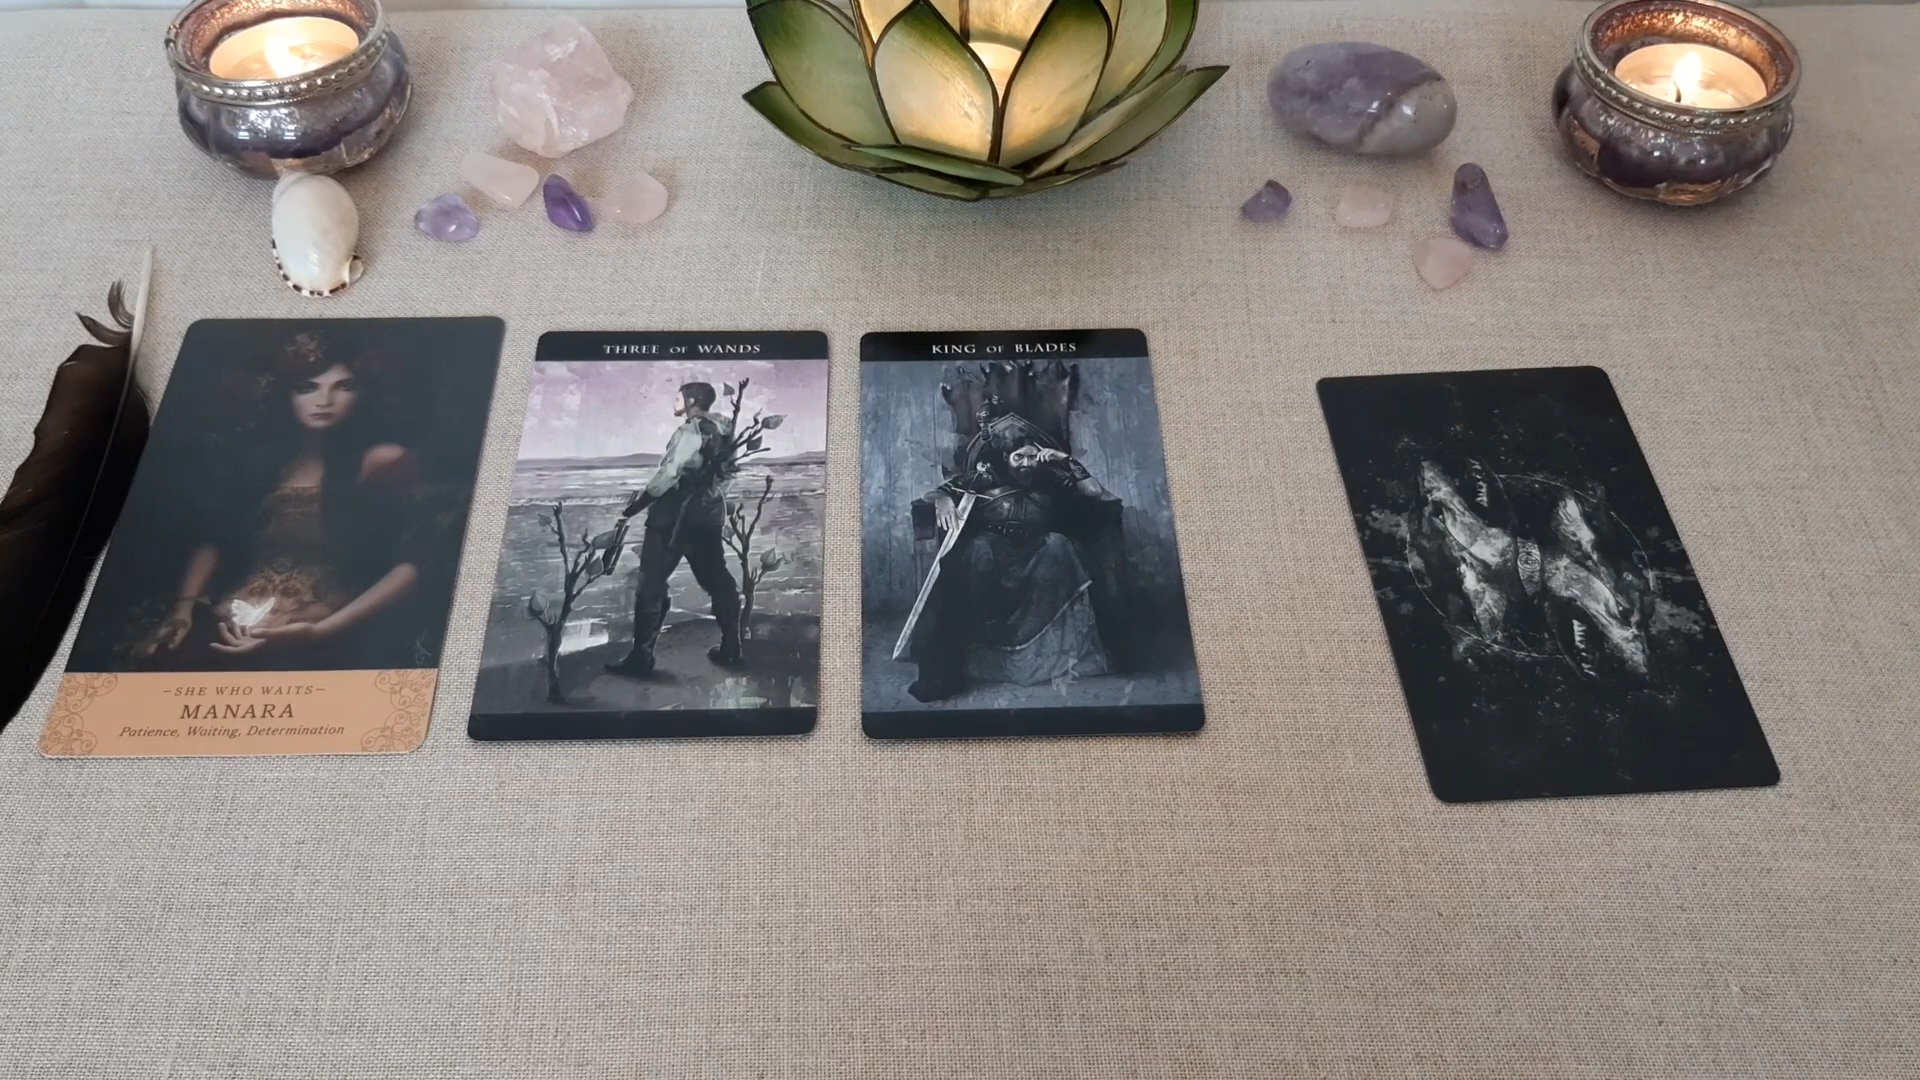 -SHE WHO WAITS-
MANARA
Patience, Waiting, Determination
THREE OF WANDS
KING OF BLADES